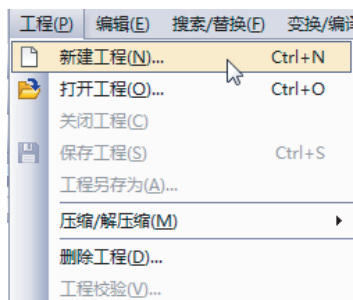 工程(P) 编辑(E) 搜索/替换(F) 变换/编译
新建工程(N)... Ctrl+N
打开工程(O)... Ctrl+O
关闭工程(C)
保存工程(S) Ctrl+S
工程另存为(A)...
压缩/解压缩(M)
删除工程(D)...
工程校验(V)...